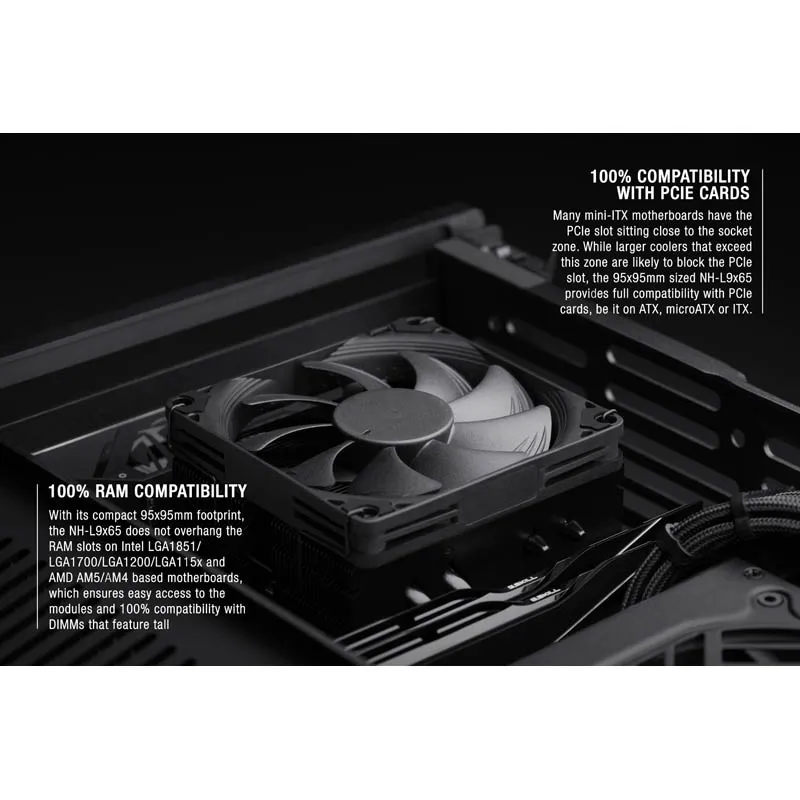 100% COMPATIBILITY
WITH PCIE CARDS
Many mini-ITX motherboards have the
PCIe slot sitting close to the socket
zone. While larger coolers that exceed
this zone are likely to block the PCIe
slot, the 95x95mm sized NH-L9x65
provides full compatibility with PCIe
cards, be it on ATX, microATX or ITX.
100% RAM COMPATIBILITY
With its compact 95x95mm footprint,
the NH-L9x65 does not overhang the
RAM slots on Intel LGA1851/
LGA1700/LGA1200/LGA115x and
AMD AM5/AM4 based motherboards,
which ensures easy access to the
modules and 100% compatibility with
DIMMs that feature tall
G.SKILL
G.SKILL